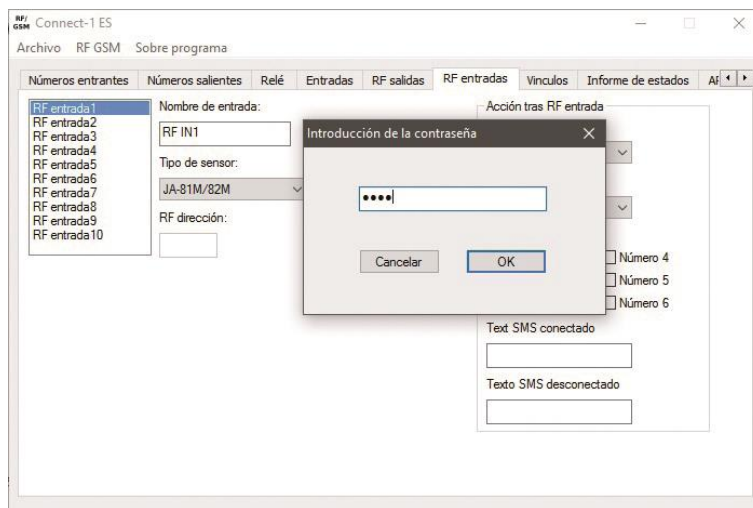 RF/GSM Connect-1 ES
Archivo RF GSM Sobre programa
Números entrantes Números salientes Relé Entradas RF salidas RF entradas Vinculos Informe de estados
RF entrada1
RF entrada2
RF entrada3
RF entrada4
RF entrada5
RF entrada6
RF entrada7
RF entrada8
RF entrada9
RF entrada10
Nombre de entrada:
RF IN1
Tipo de sensor:
JA-81M/82M
RF dirección:
Introducción de la contraseña
••••
Cancelar OK
Acción tras RF entrada
Número 4
Número 5
Número 6
Text SMS conectado
Texto SMS desconectado